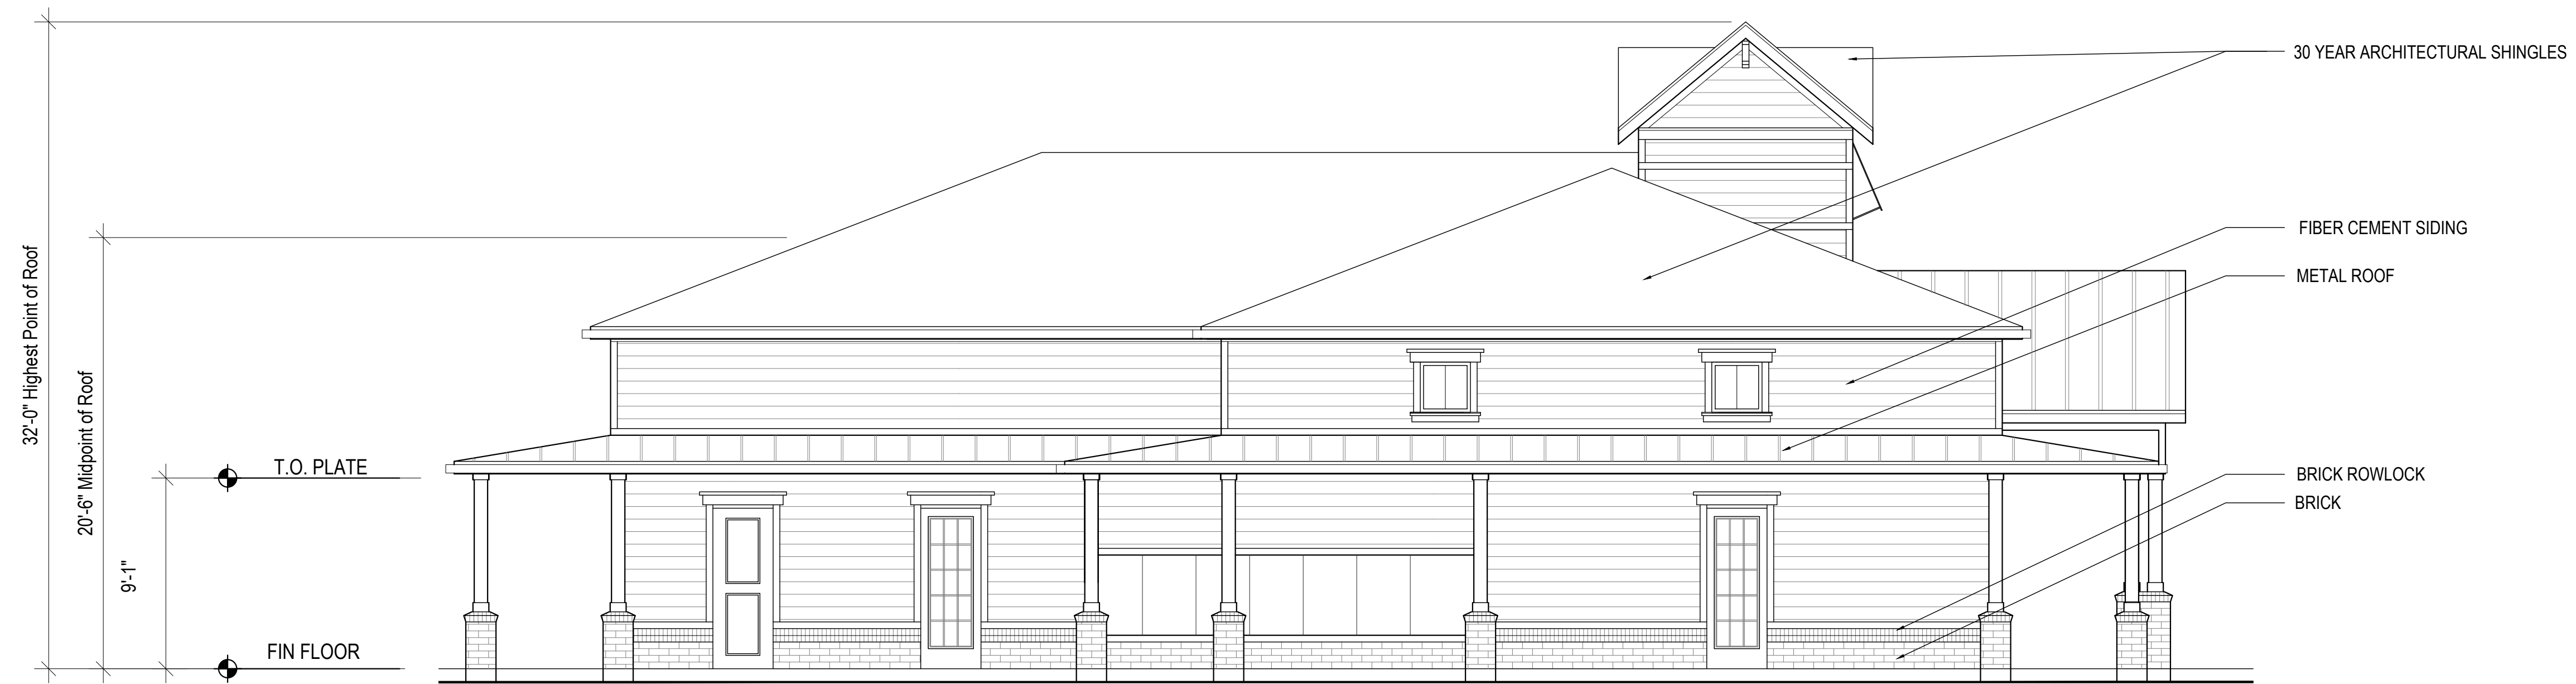 30 YEAR ARCHITECTURAL SHINGLES
FIBER CEMENT SIDING
METAL ROOF
BRICK ROWLOCK
BRICK
32'-0" Highest Point of Roof
20'-6" Midpoint of Roof
9'-1"
T.O. PLATE
FIN FLOOR